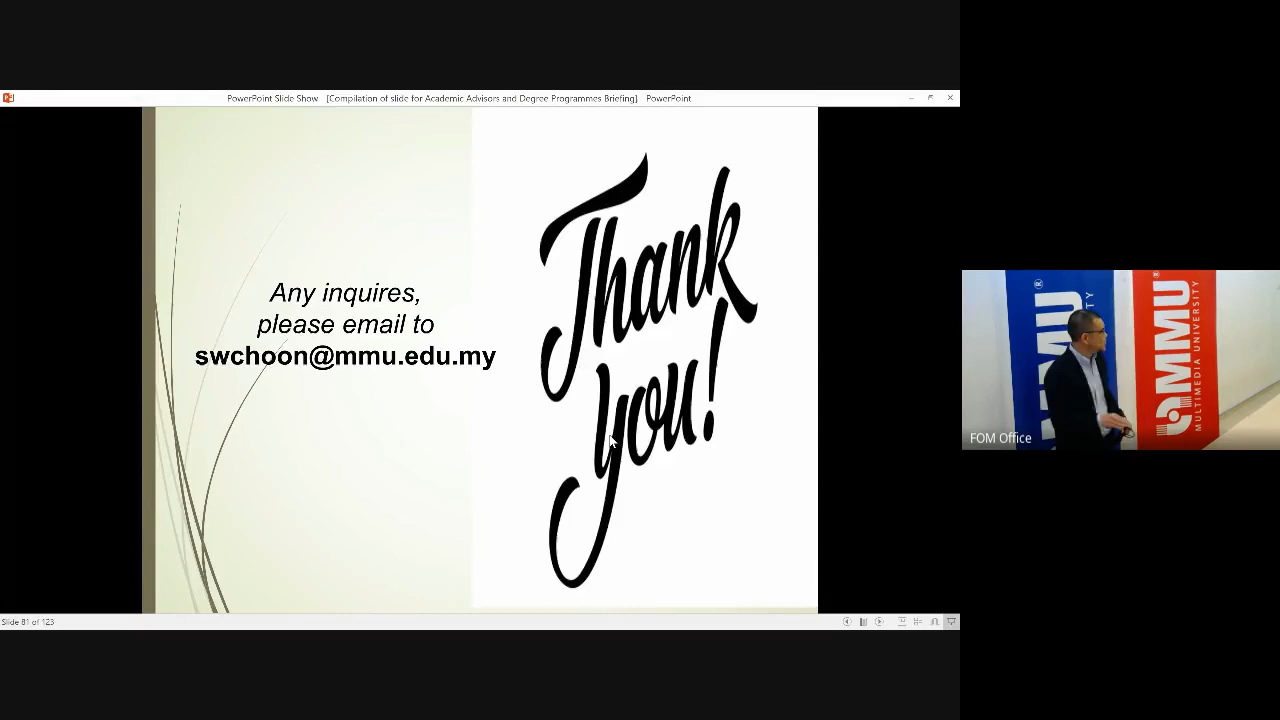 PowerPoint Slide Show - [Compilation of slide for Academic Advisors and Degree Programmes Briefing] - PowerPoint
Any inquires,
please email to
swchoon@mmu.edu.my
Thank
you!
Slide 81 of 123
MMU
MMU
MULTIMEDIA UNIVERSITY
FOM Office